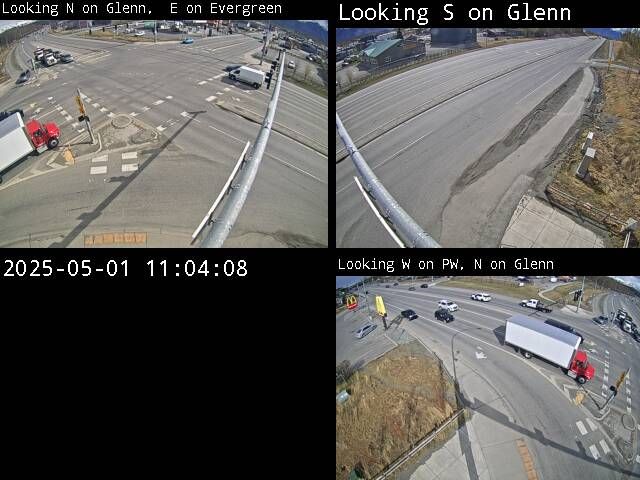 Looking N on Glenn, E on Evergreen
Looking S on Glenn
2025-05-01 11:04:08
Looking W on PW, N on Glenn